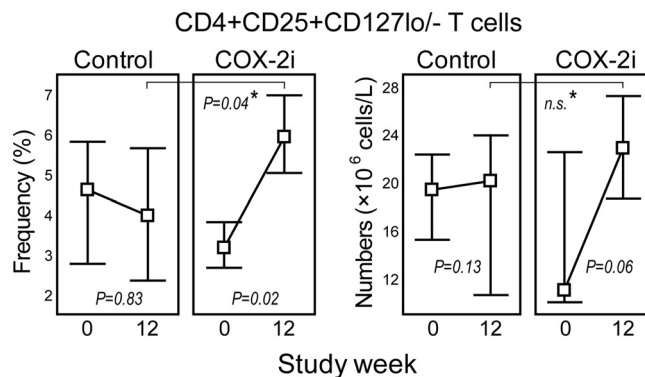 CD4+CD25+CD127lo/- T cells
Control COX-2i Control COX-2i
Frequency (%)
7
6
5
4
3
2
P=0.04*
P=0.83
P=0.02
0 12 0 12
Numbers (×10⁶ cells/L)
28
24
20
16
12
n.s.*
P=0.13
P=0.06
0 12 0 12
Study week